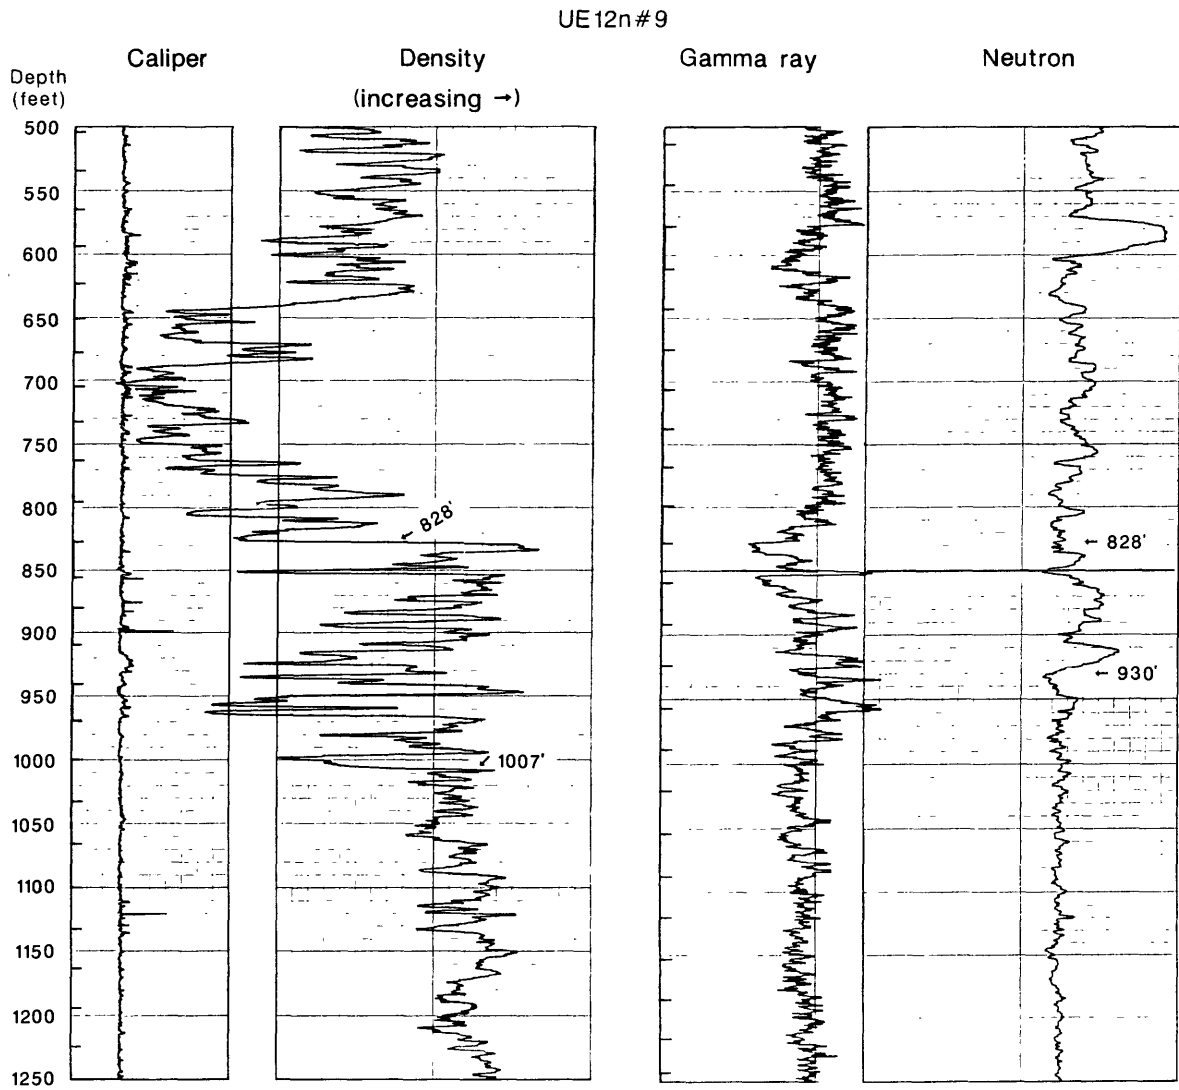 UE12n#9
Caliper
Density
(increasing →)
Gamma ray
Neutron
Depth
(feet)
500
550
600
650
700
750
800
850
900
950
1000
1050
1100
1150
1200
1250
828'
1007'
828'
930'